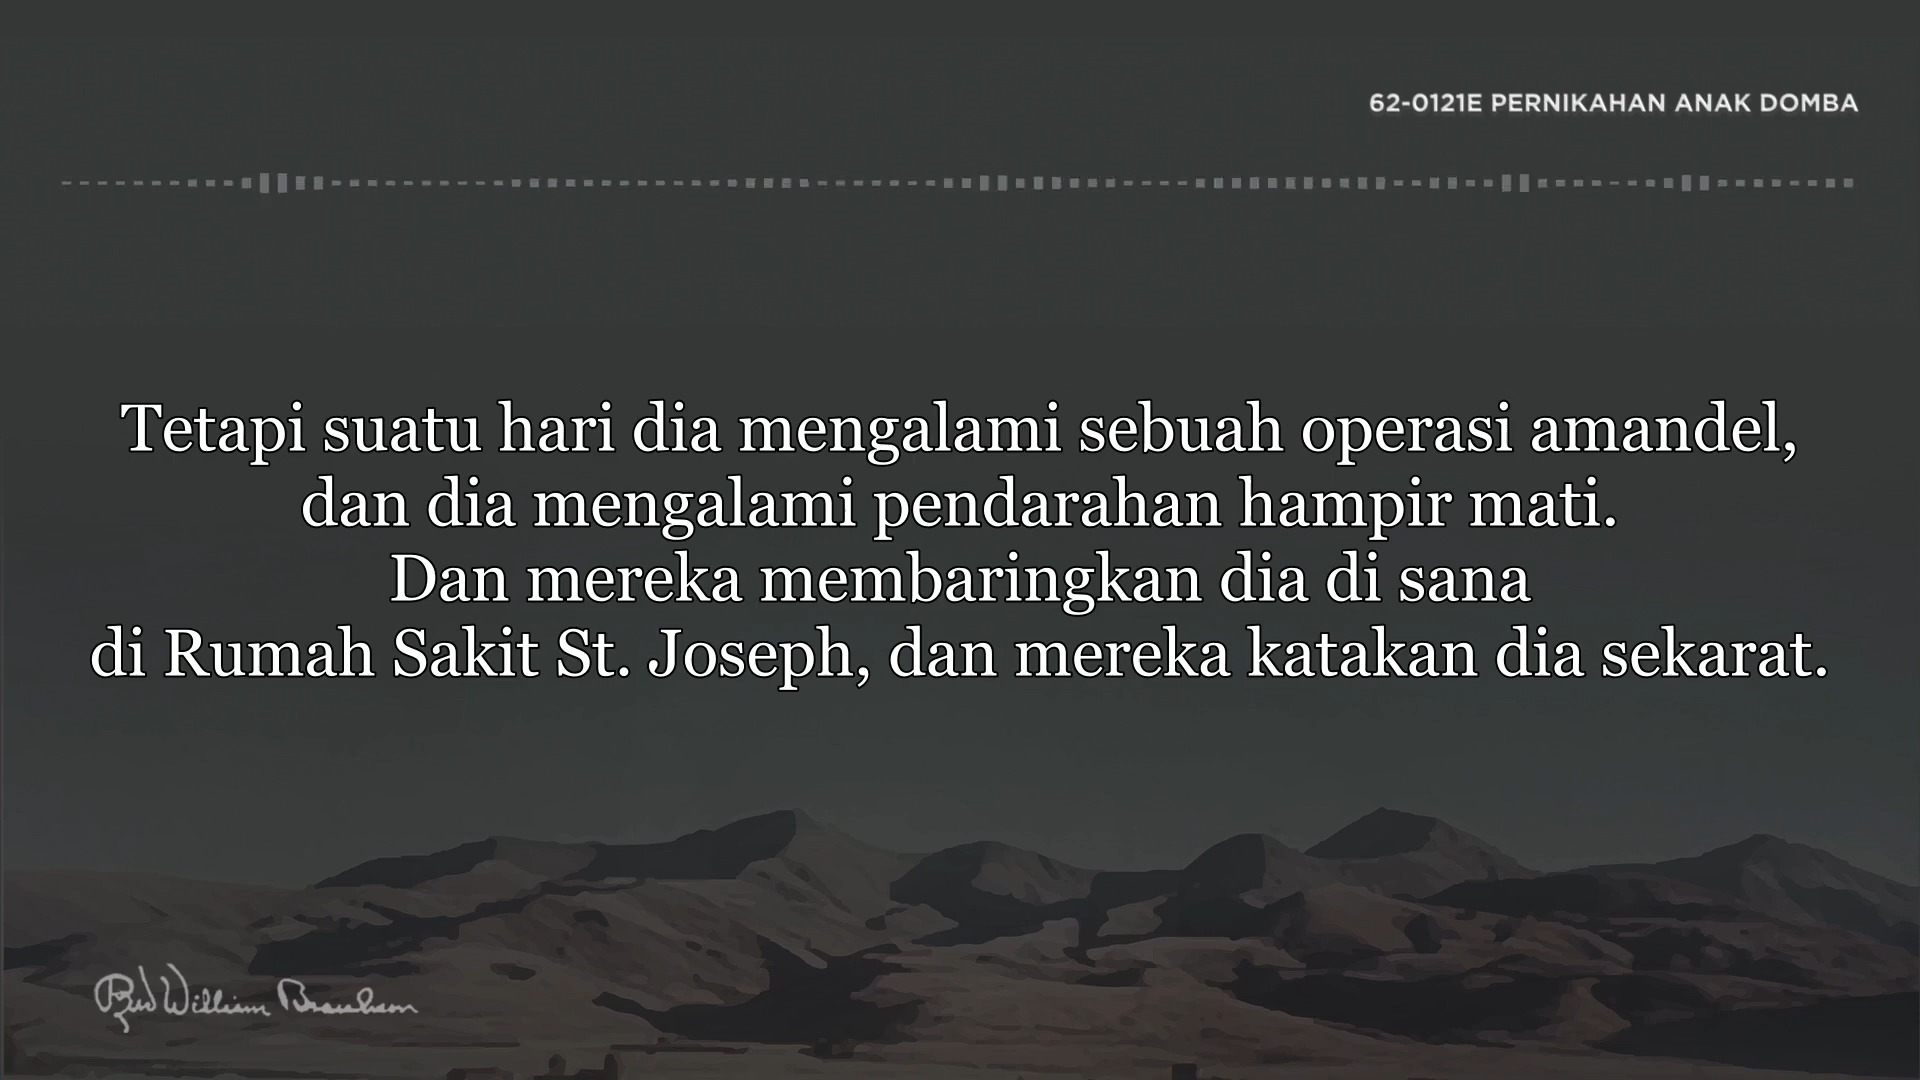 62-0121E PERNIKAHAN ANAK DOMBA
Tetapi suatu hari dia mengalami sebuah operasi amandel,
dan dia mengalami pendarahan hampir mati.
Dan mereka membaringkan dia di sana
di Rumah Sakit St. Joseph, dan mereka katakan dia sekarat.
Rev William Branham